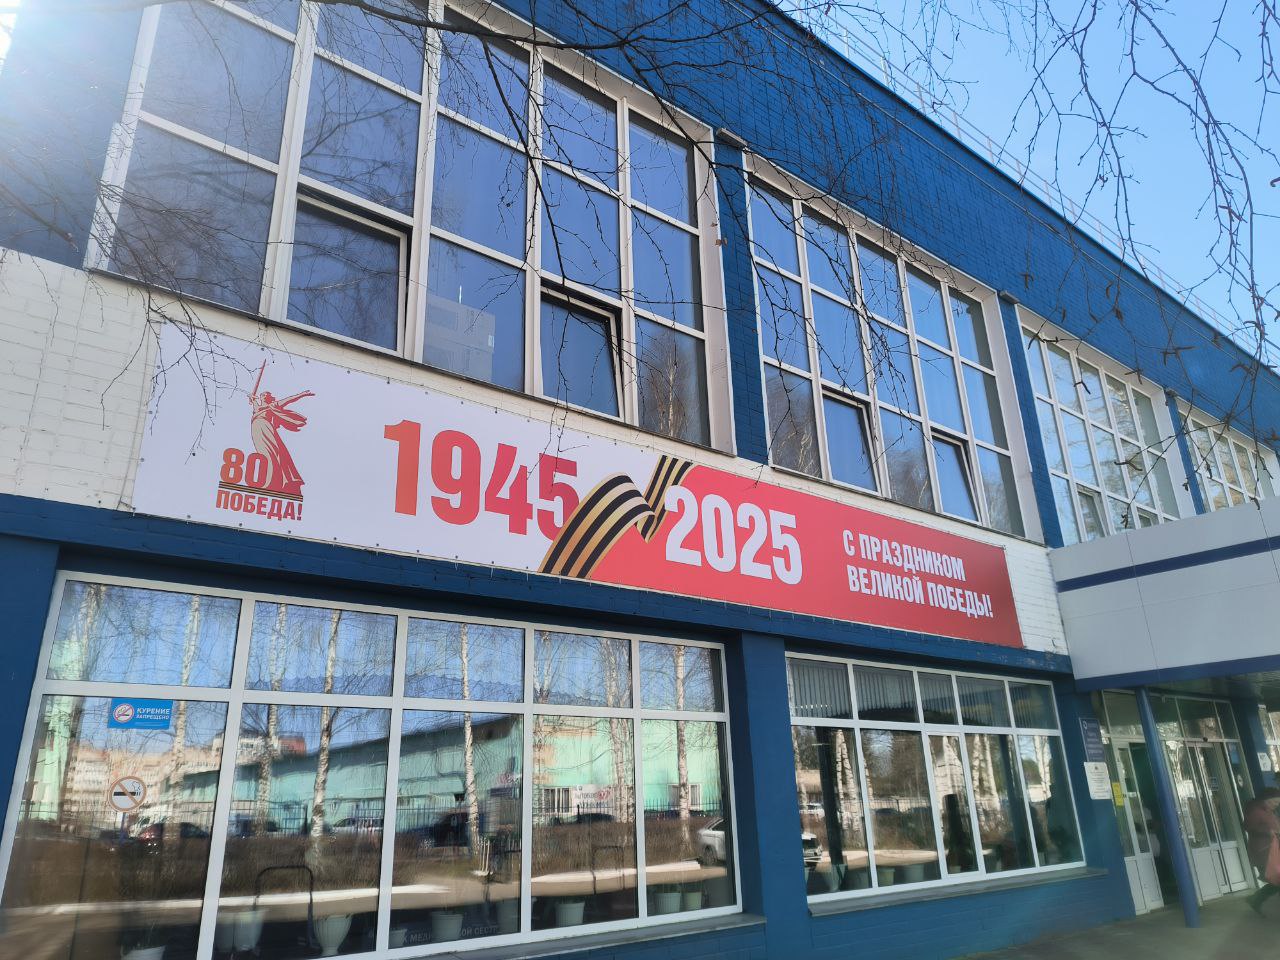 80
ПОБЕДА!
1945
2025
С ПРАЗДНИКОМ
ВЕЛИКОЙ ПОБЕДЫ!
КУРЕНИЕ
ЗАПРЕЩЕНО